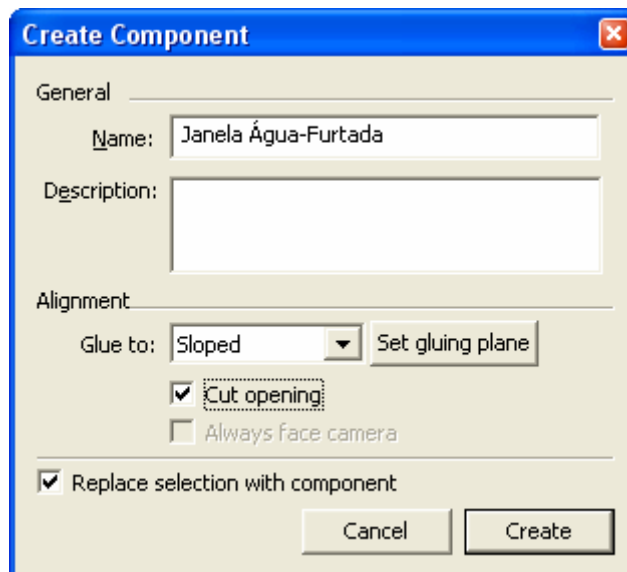 Create Component
General
Name: Janela Água-Furtada
Description:
Alignment
Glue to: Sloped Set gluing plane
Cut opening
Always face camera
Replace selection with component
Cancel Create